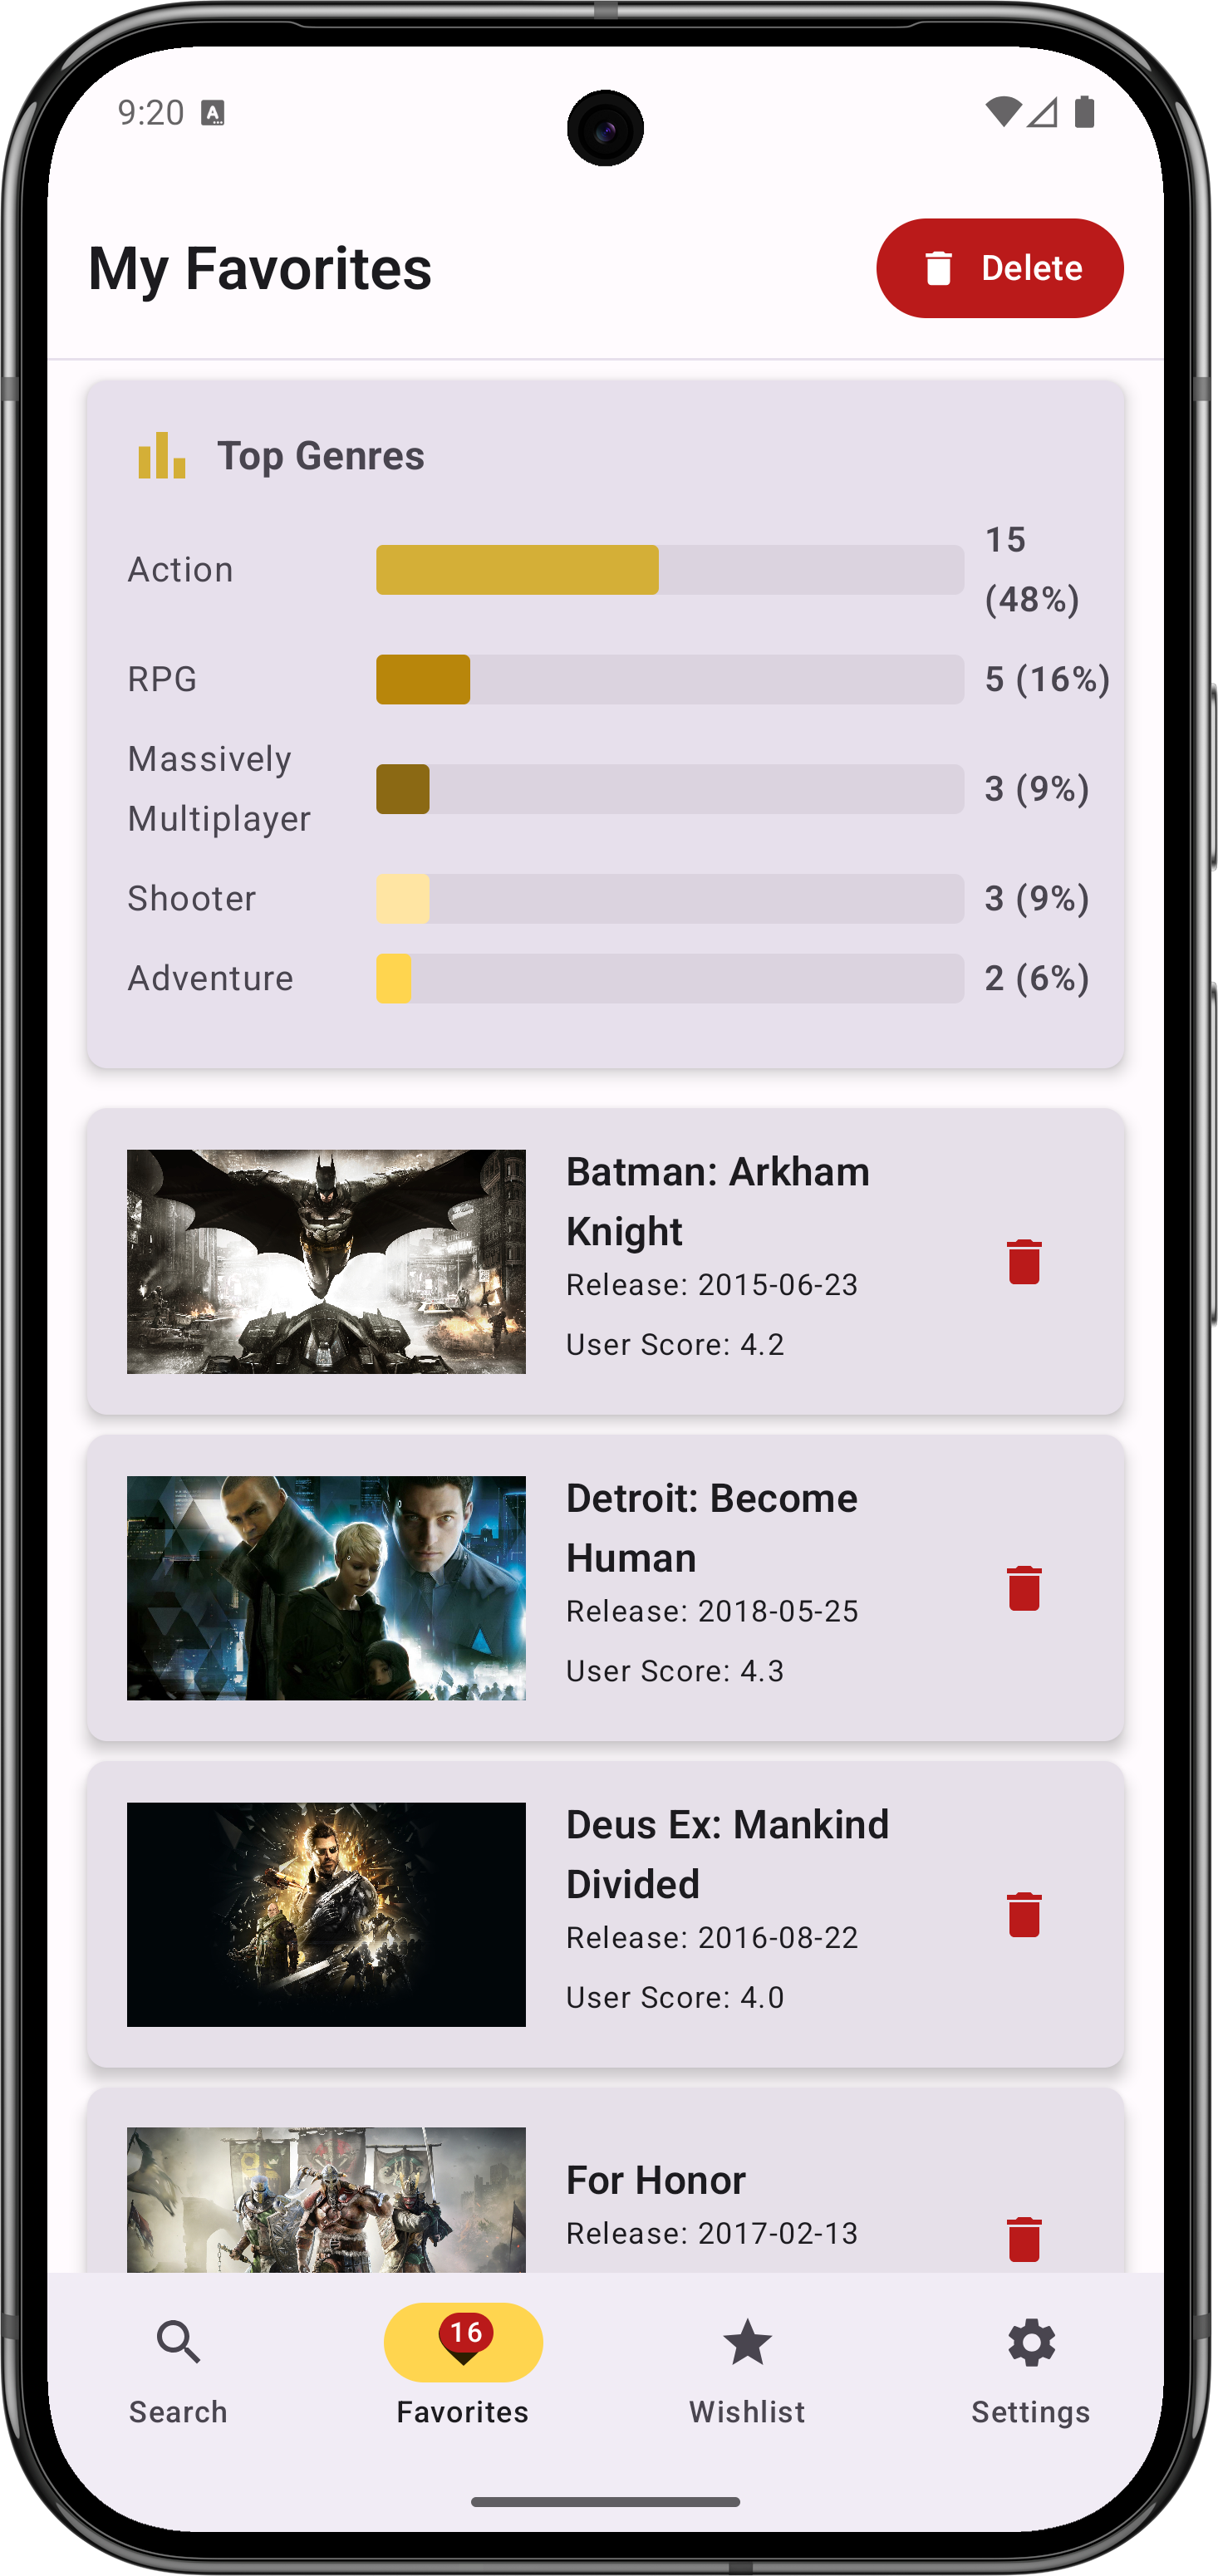 9:20
My Favorites
Delete
Top Genres
Action
15
(48%)
RPG
5 (16%)
Massively
Multiplayer
3 (9%)
Shooter
3 (9%)
Adventure
2 (6%)
Batman: Arkham
Knight
Release: 2015-06-23
User Score: 4.2
Detroit: Become
Human
Release: 2018-05-25
User Score: 4.3
Deus Ex: Mankind
Divided
Release: 2016-08-22
User Score: 4.0
For Honor
Release: 2017-02-13
16
Search
Favorites
Wishlist
Settings